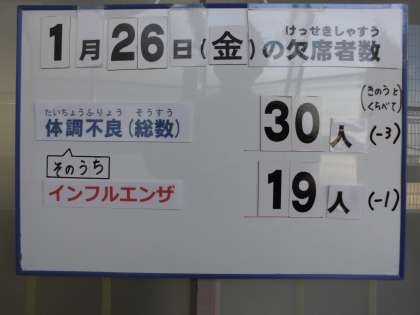 けっせきしゃすう
1月26日(金)の欠席者数
(きのうと
くらべて)
たいちょうふりょう そうすう
体調不良(総数) 30人 (-3)
そのうち
インフルエンザ 19人 (-1)